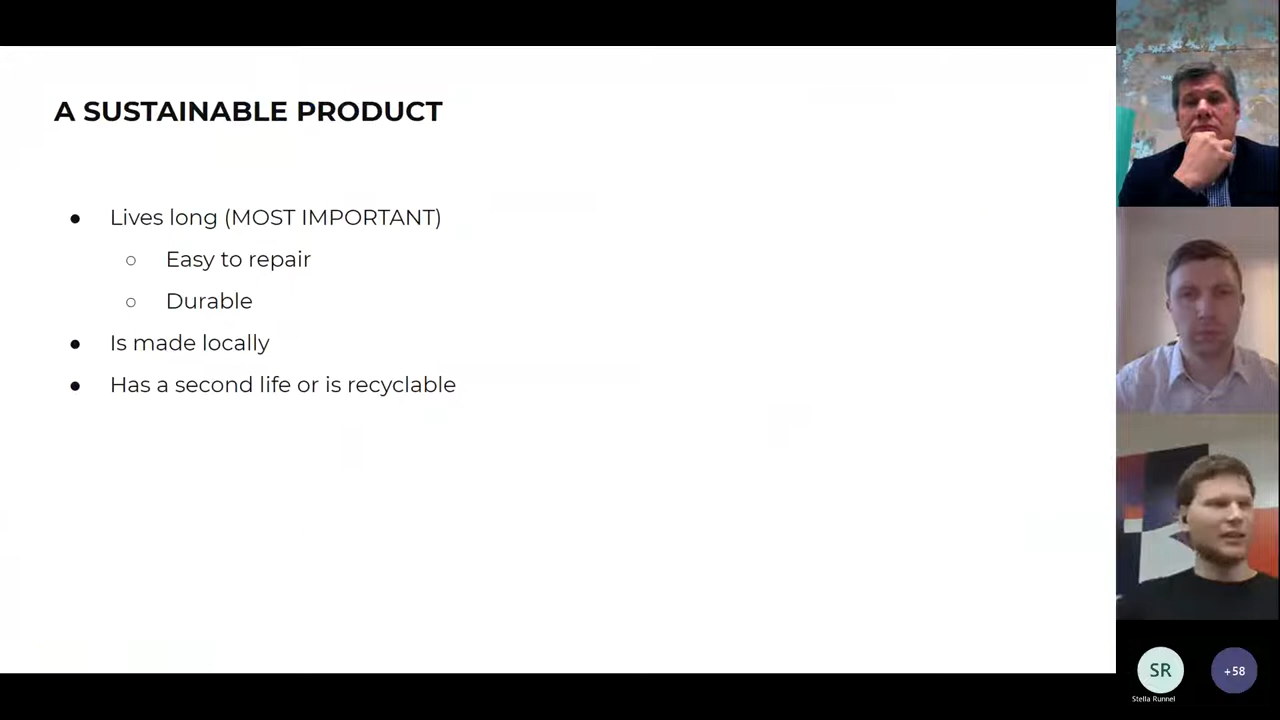 A SUSTAINABLE PRODUCT
● Lives long (MOST IMPORTANT)
○ Easy to repair
○ Durable
● Is made locally
● Has a second life or is recyclable
SR
+58
Stella Runnel